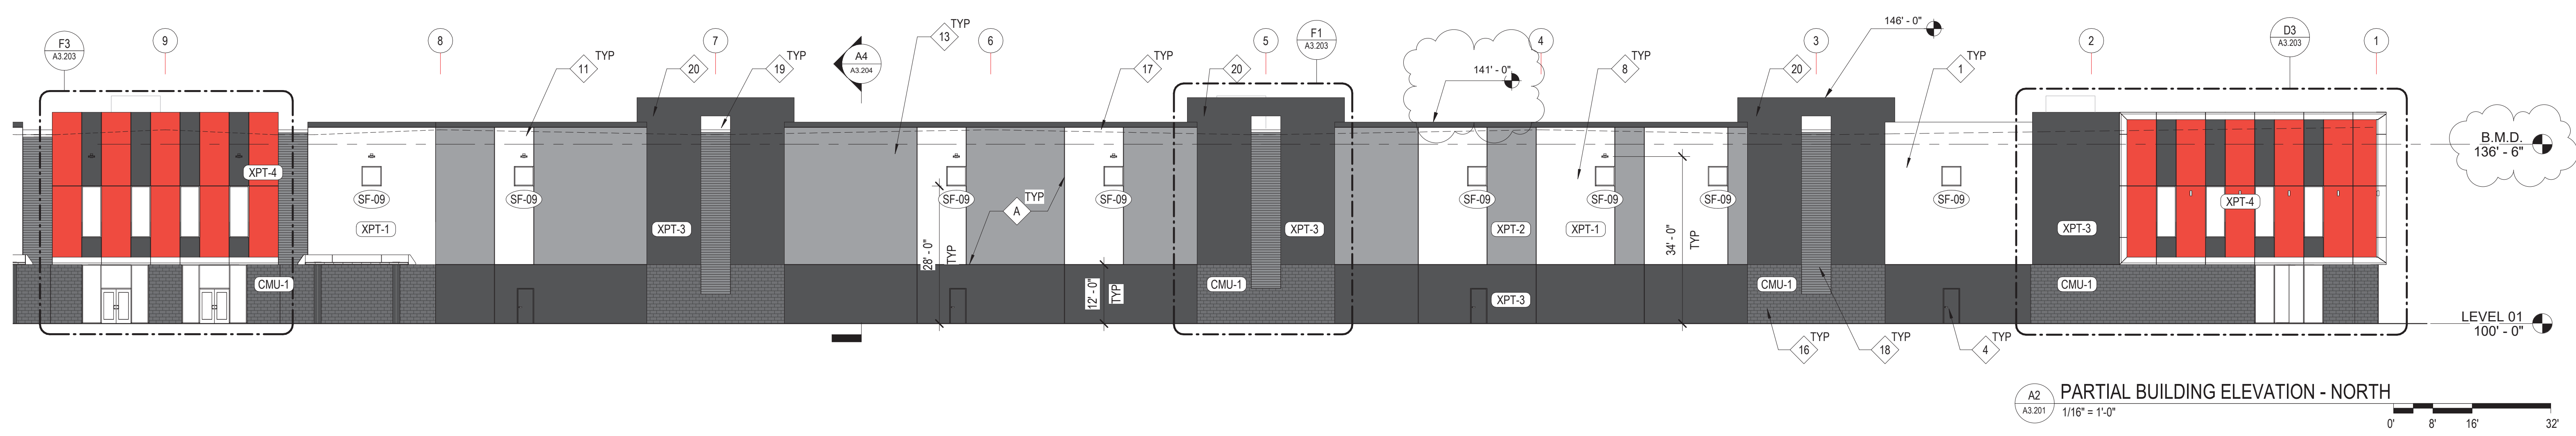 F3
A3.203
9
8
7
6
5
F1
A3.203
4
3
2
D3
A3.203
1
TYP
13
TYP
11
20
TYP
19
A4
A3.204
TYP
17
20
141' - 0"
TYP
8
146' - 0"
20
TYP
1
B.M.D.
136' - 6"
XPT-4
SF-09
SF-09
SF-09
SF-09
SF-09
SF-09
SF-09
SF-09
XPT-4
TYP
A
XPT-1
XPT-3
XPT-3
XPT-2
XPT-1
XPT-3
28' - 0"
TYP
34' - 0"
TYP
12' - 0"
TYP
CMU-1
CMU-1
XPT-3
CMU-1
CMU-1
LEVEL 01
100' - 0"
TYP
16
TYP
18
TYP
4
A2
A3.201
PARTIAL BUILDING ELEVATION - NORTH
1/16" = 1'-0"
0' 8' 16' 32'